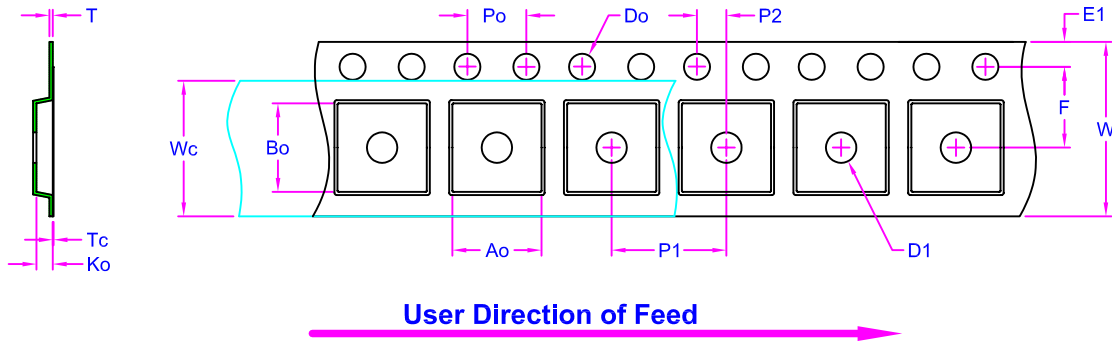 T
Po
Do
P2
E1
Wc
Bo
F
W
Tc
Ko
Ao
P1
D1
User Direction of Feed